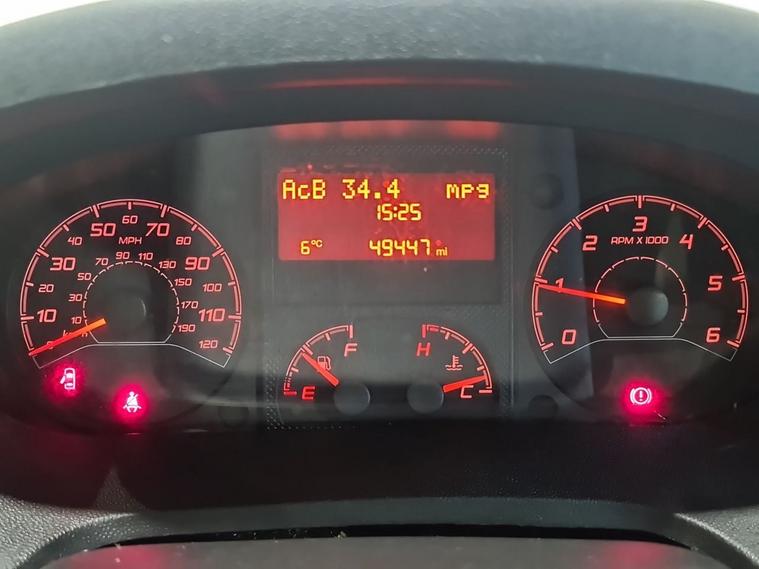 AcB 34.4 mpg
15:25
6°C 49447 mi
0 10 20 30 40 50 60 70 80 90 100 110 120
MPH
10 30 50 70 90 110 130 150 170 190
km/h
0 1 2 3 4 5 6
RPM X 1000
E F
H C